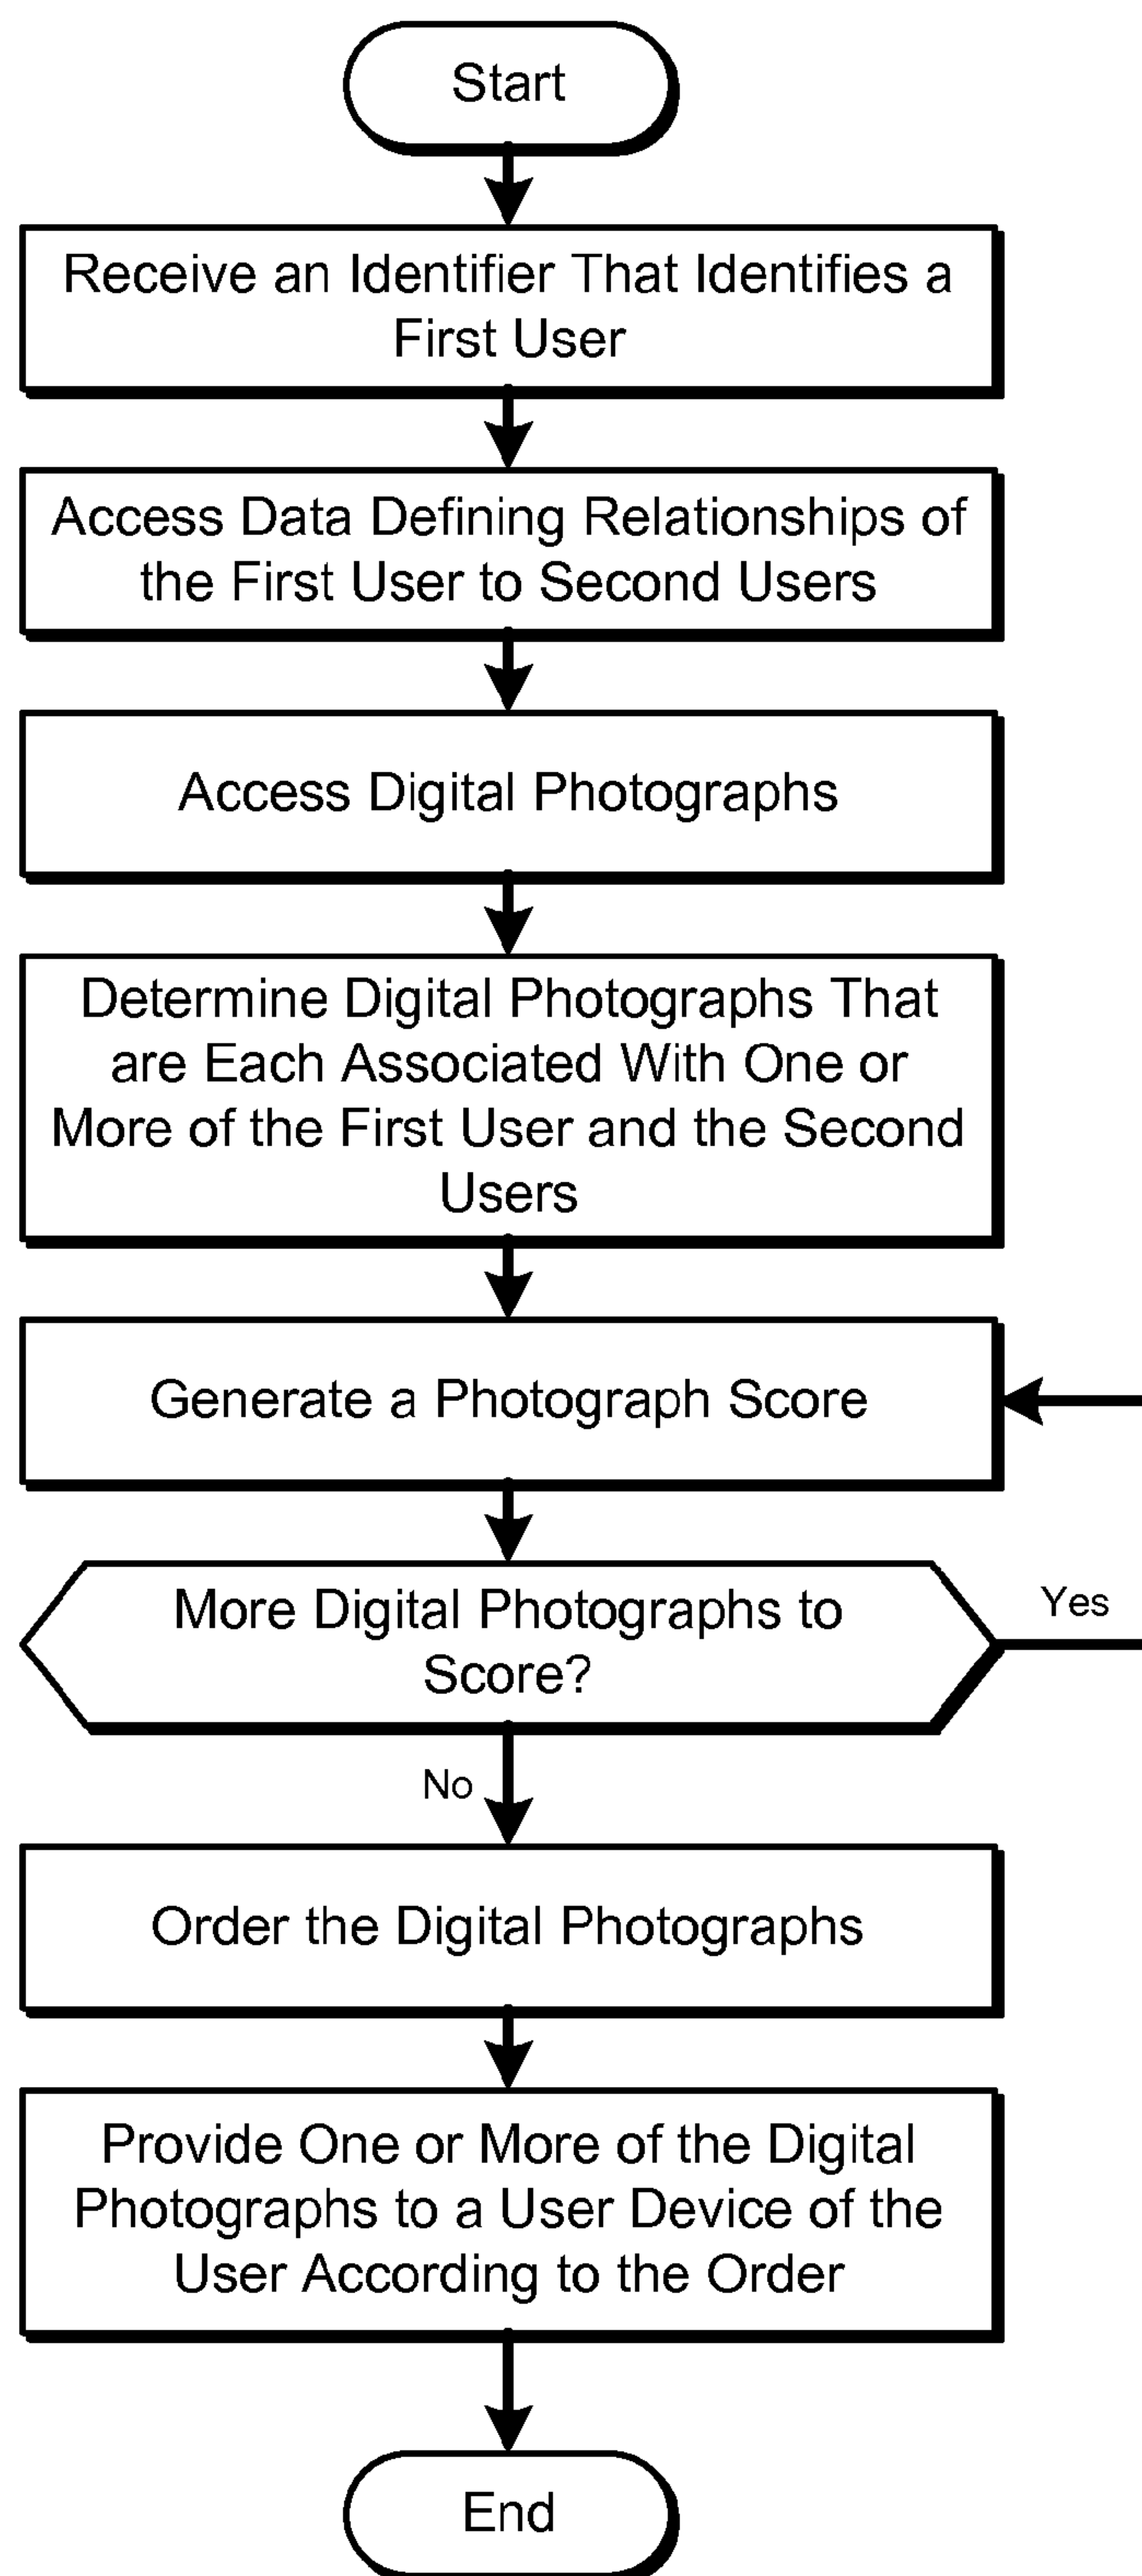 Start
Receive an Identifier That Identifies a
First User
Access Data Defining Relationships of
the First User to Second Users
Access Digital Photographs
Determine Digital Photographs That
are Each Associated With One or
More of the First User and the Second
Users
Generate a Photograph Score
More Digital Photographs to
Score?
Yes
No
Order the Digital Photographs
Provide One or More of the Digital
Photographs to a User Device of the
User According to the Order
End